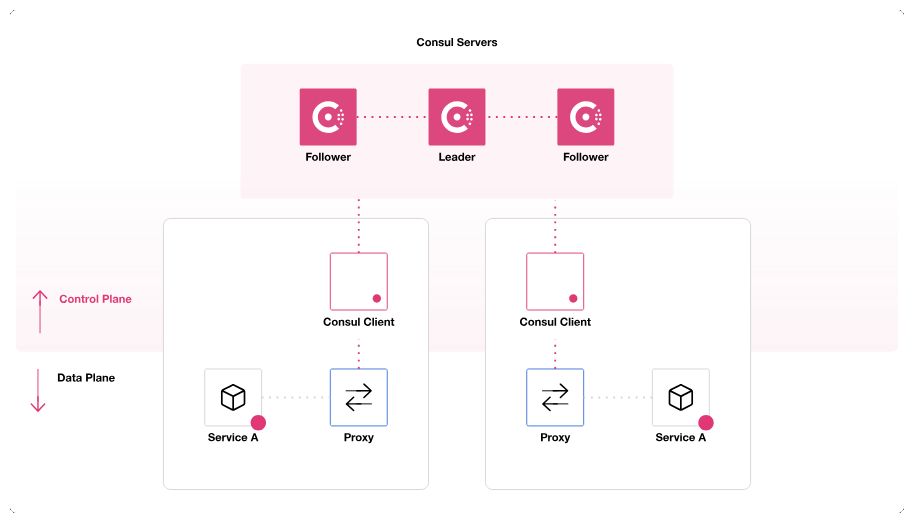 Consul Servers
Follower
Leader
Follower
Control Plane
Consul Client
Consul Client
Data Plane
Service A
Proxy
Proxy
Service A